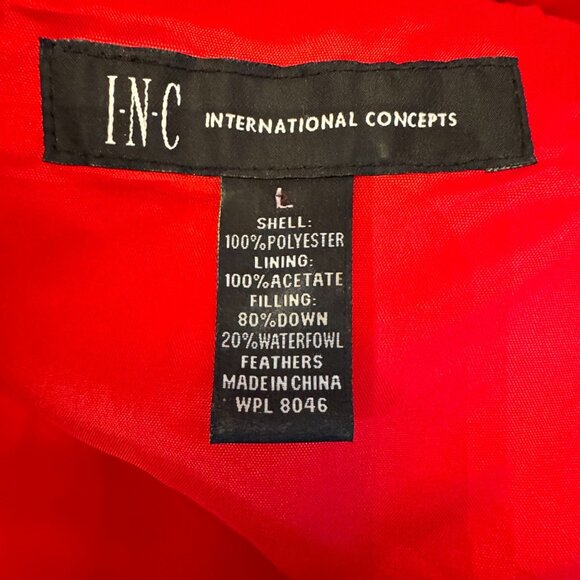 I·N·C INTERNATIONAL CONCEPTS
L
SHELL:
100%POLYESTER
LINING:
100%ACETATE
FILLING:
80%DOWN
20%WATERFOWL
FEATHERS
MADE IN CHINA
WPL 8046